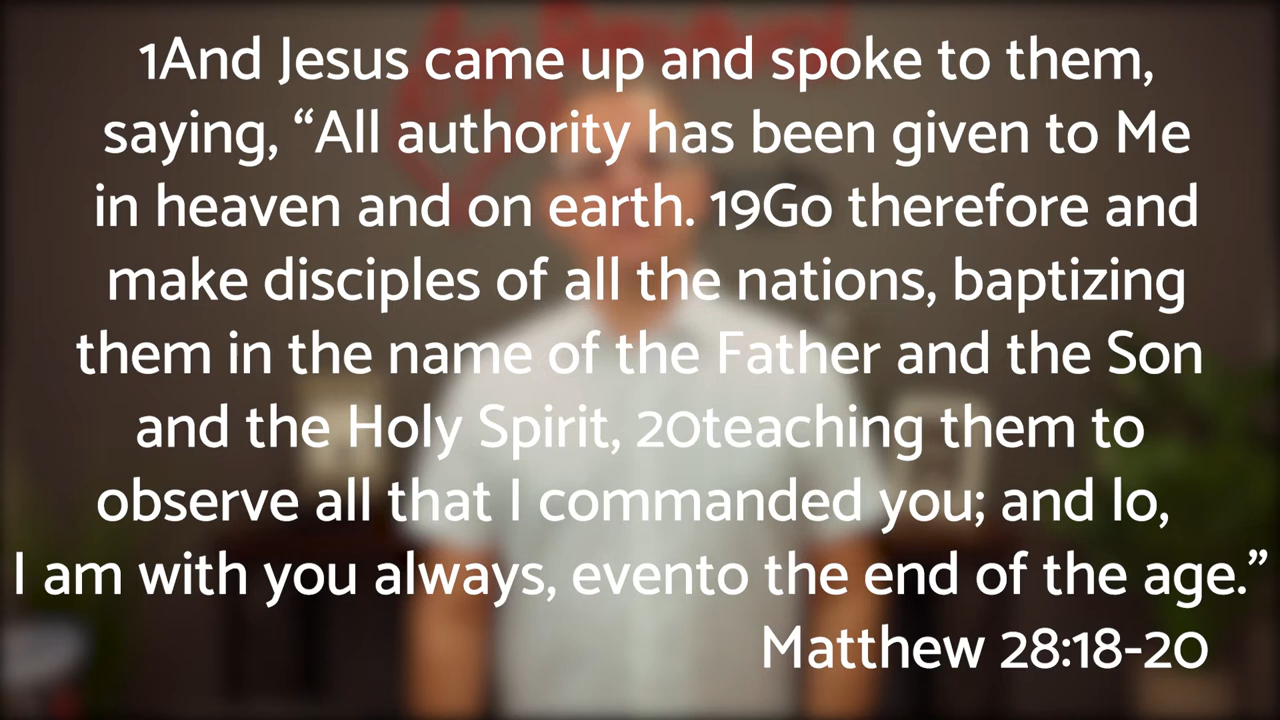 1And Jesus came up and spoke to them,
saying, “All authority has been given to Me
in heaven and on earth. 19Go therefore and
make disciples of all the nations, baptizing
them in the name of the Father and the Son
and the Holy Spirit, 20teaching them to
observe all that I commanded you; and lo,
I am with you always, evento the end of the age.”
Matthew 28:18-20